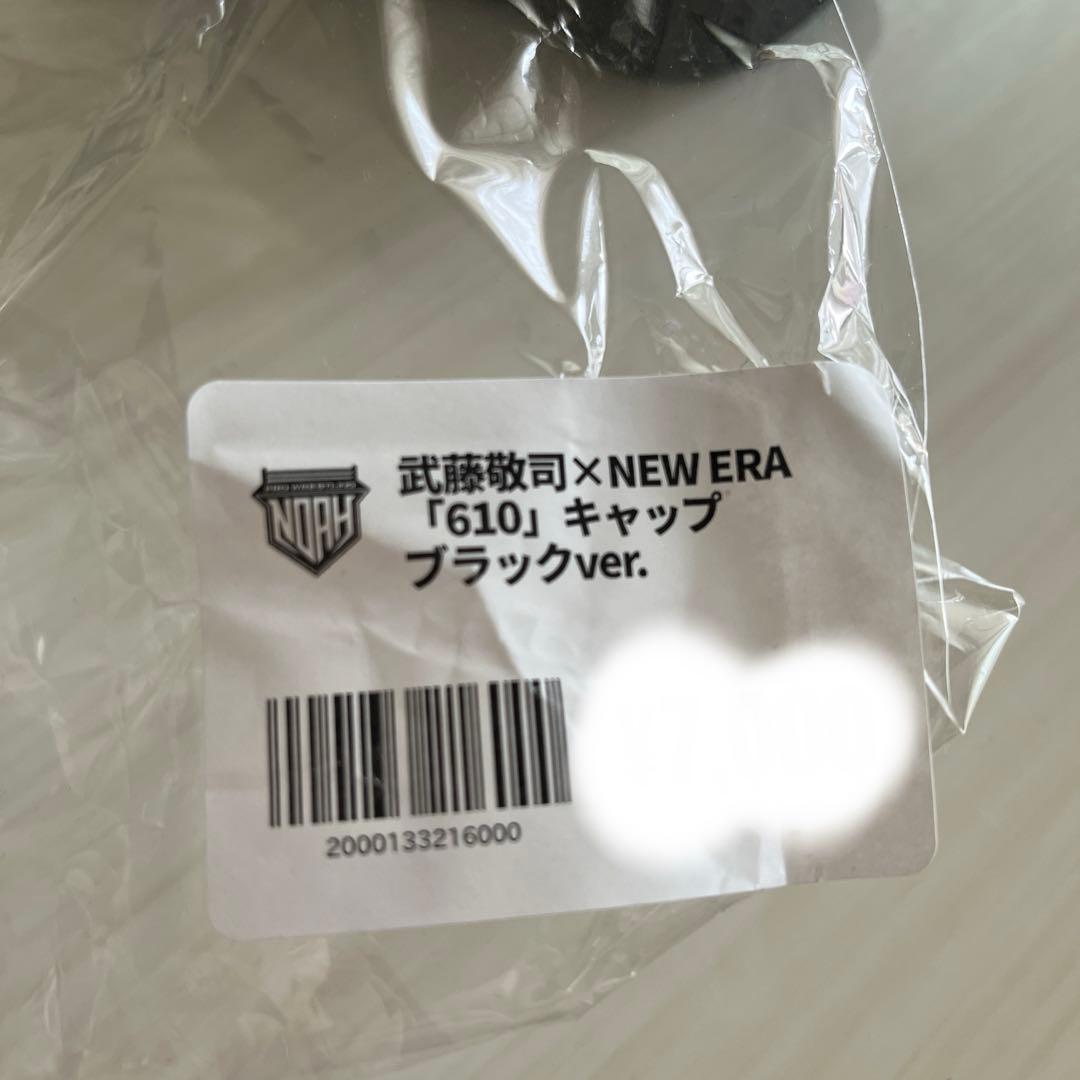 PRO WRESTLING
NOAH
武藤敬司×NEW ERA
「610」キャップ
ブラックver.
2000133216000